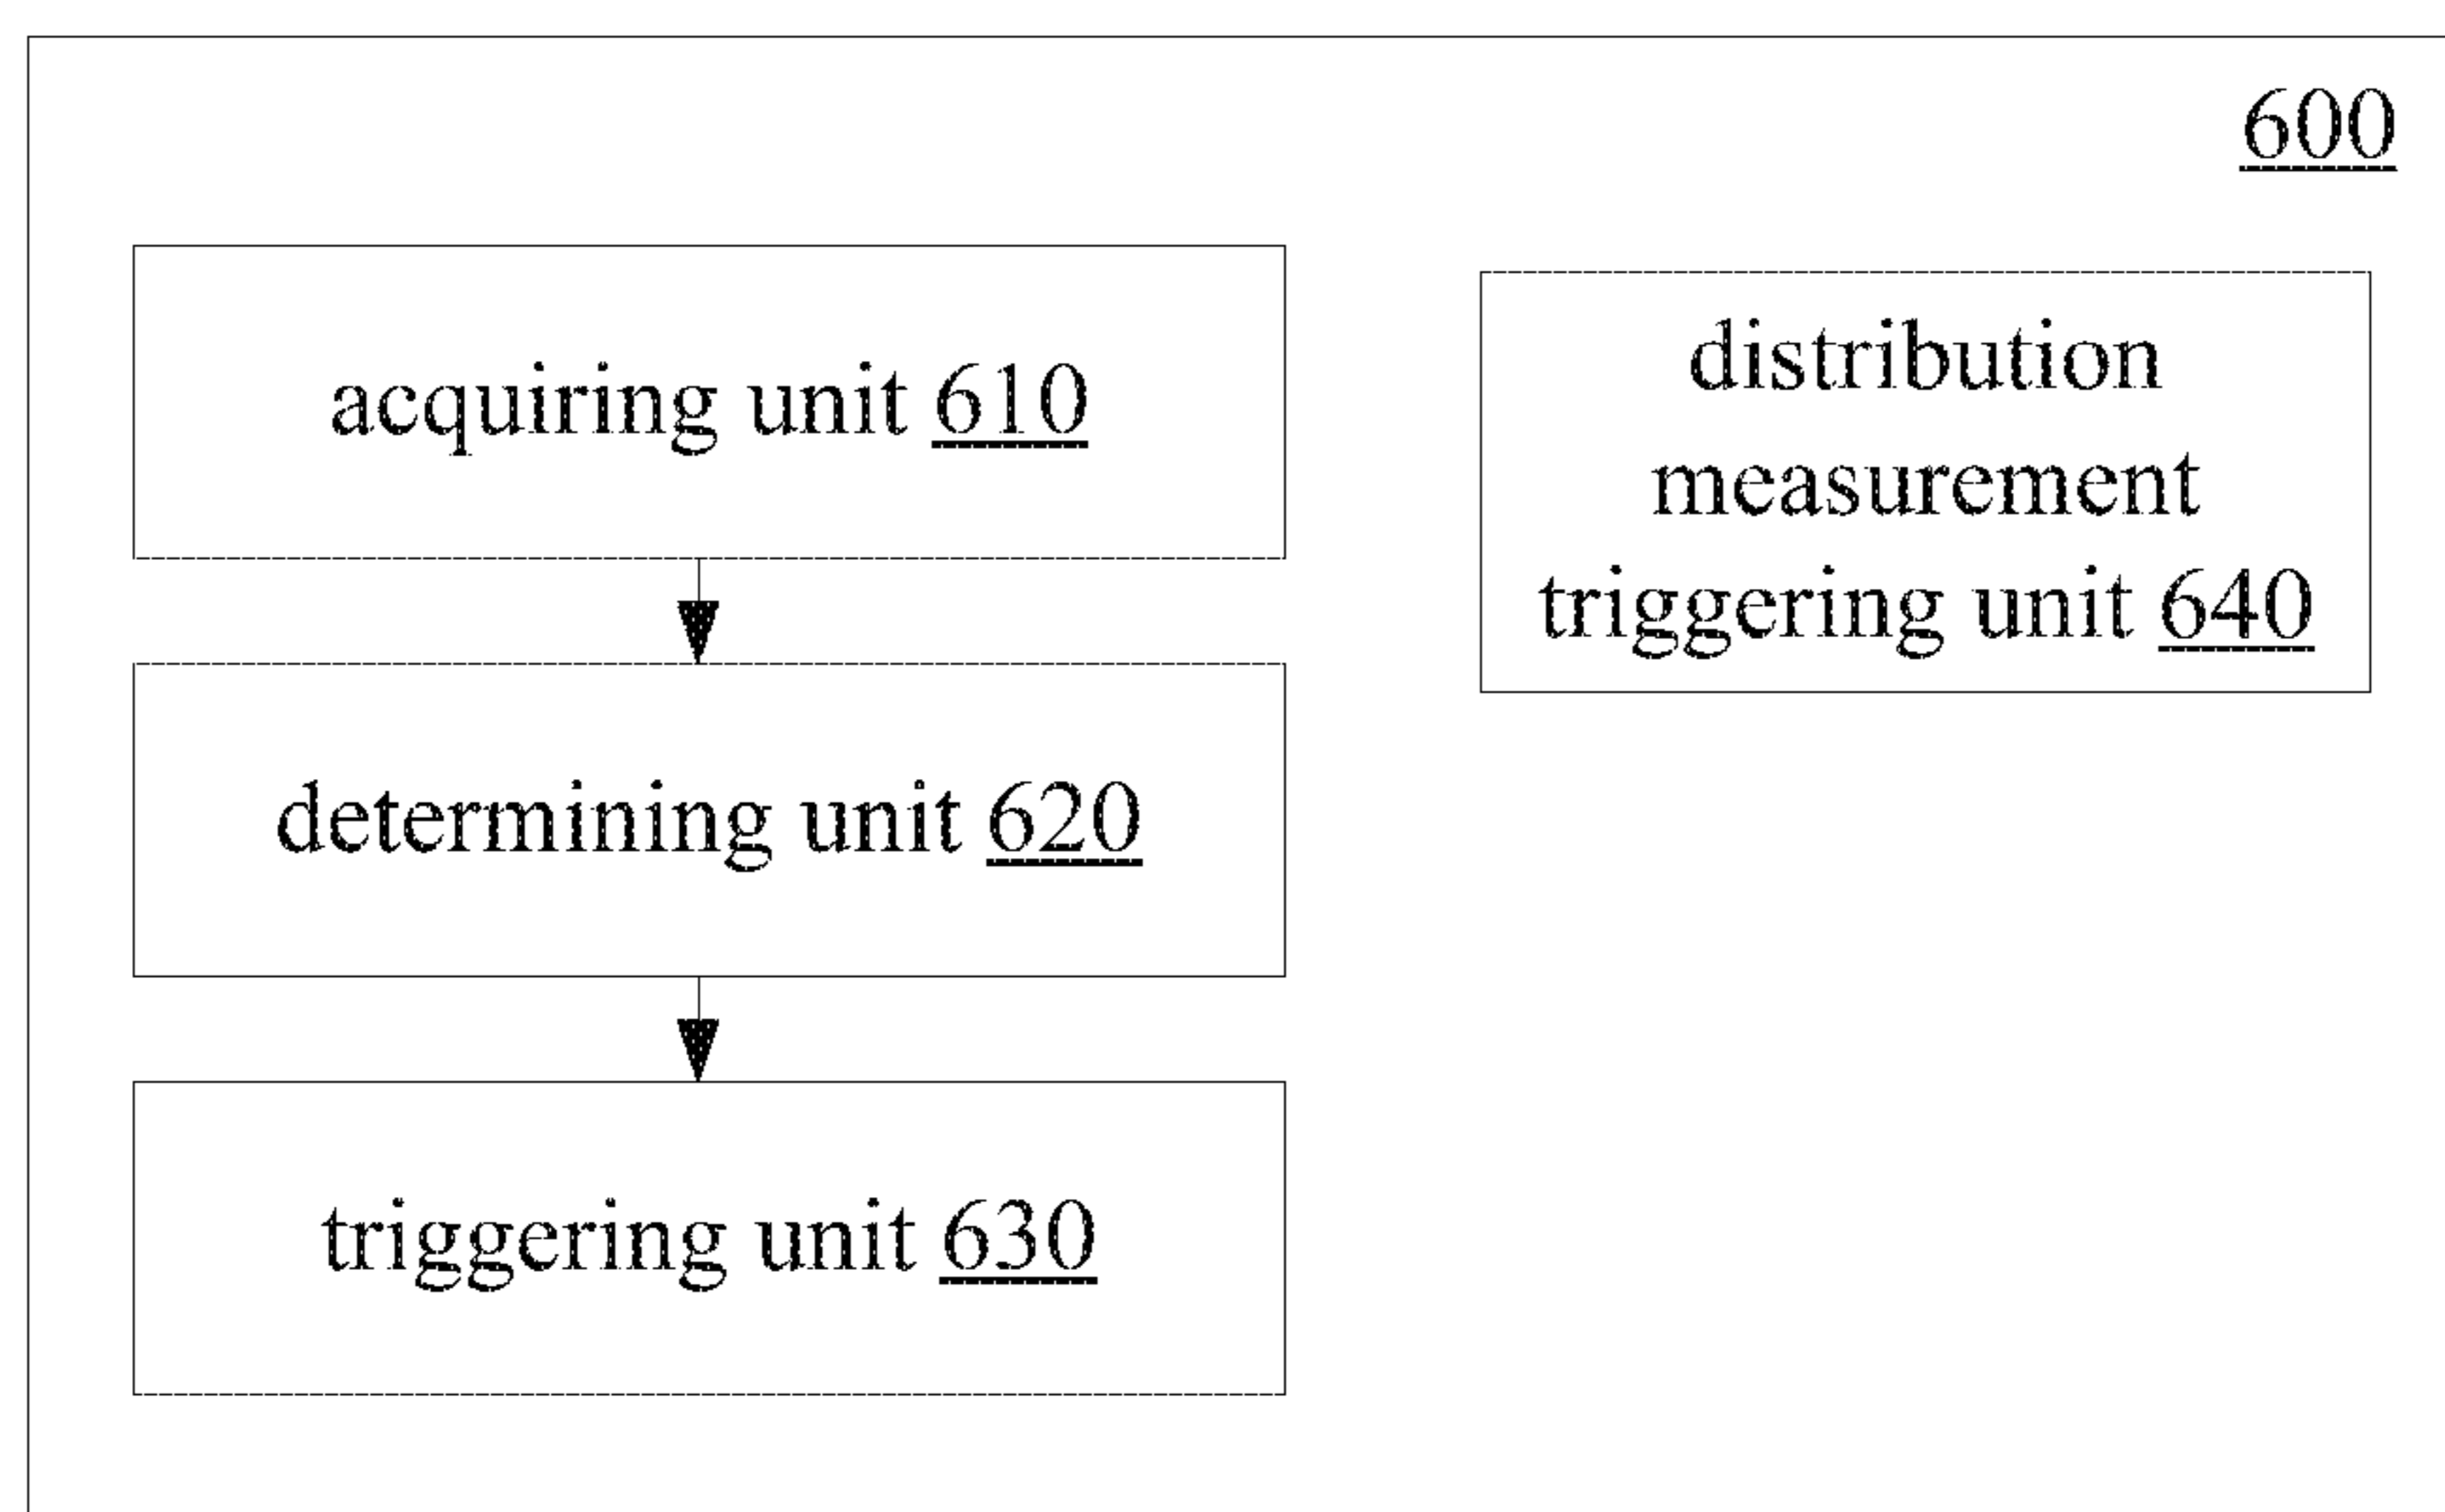 600
acquiring unit 610
distribution
measurement
triggering unit 640
determining unit 620
triggering unit 630